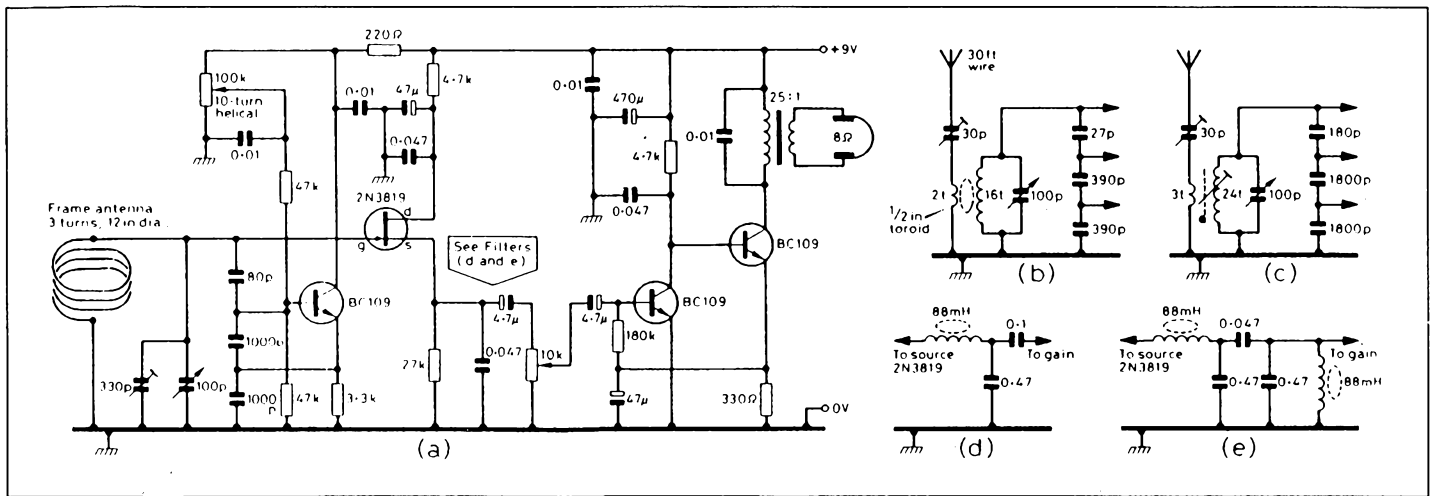 220Ω
+9V
100k
10-turn
helical
0·01
0·01
47µ
4·7k
0·047
47k
2N3819
d
g
s
Frame antenna
3 turns, 12in dia.
80p
1000p
1000
p
330p
100p
BC109
47k
3·3k
See Filters
(d and e)
27k
4·7µ
0·047
10k
4·7µ
0·01
470µ
4·7k
0·047
BC109
180k
47µ
0·01
25:1
8Ω
BC109
330Ω
0V
(a)
30ft
wire
30p
2t
16t
100p
1/2 in
toroid
27p
390p
390p
(b)
30p
3t
24t
100p
180p
1800p
1800p
(c)
88mH
0·1
To source
2N3819
To gain
0·47
(d)
88mH
0·047
To source
2N3819
To gain
0·47
0·47
88mH
(e)